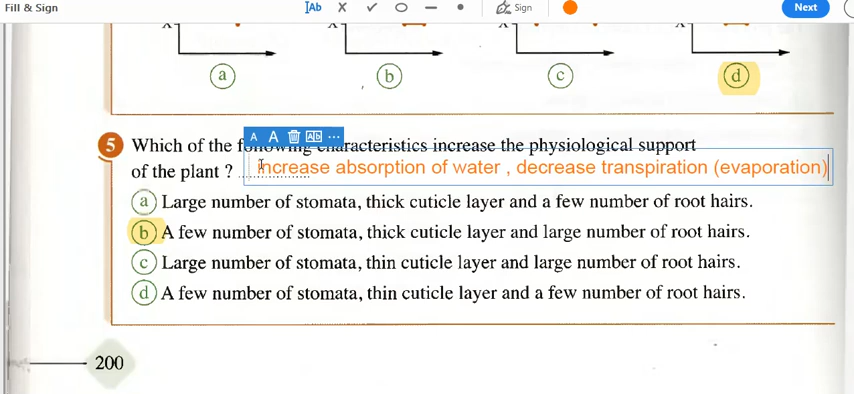 Fill & Sign
Ab
Sign
Next
a b c d
A A Ab ...
5 Which of the following characteristics increase the physiological support
of the plant ? increase absorption of water , decrease transpiration (evaporation)
a Large number of stomata, thick cuticle layer and a few number of root hairs.
b A few number of stomata, thick cuticle layer and large number of root hairs.
c Large number of stomata, thin cuticle layer and large number of root hairs.
d A few number of stomata, thin cuticle layer and a few number of root hairs.
200